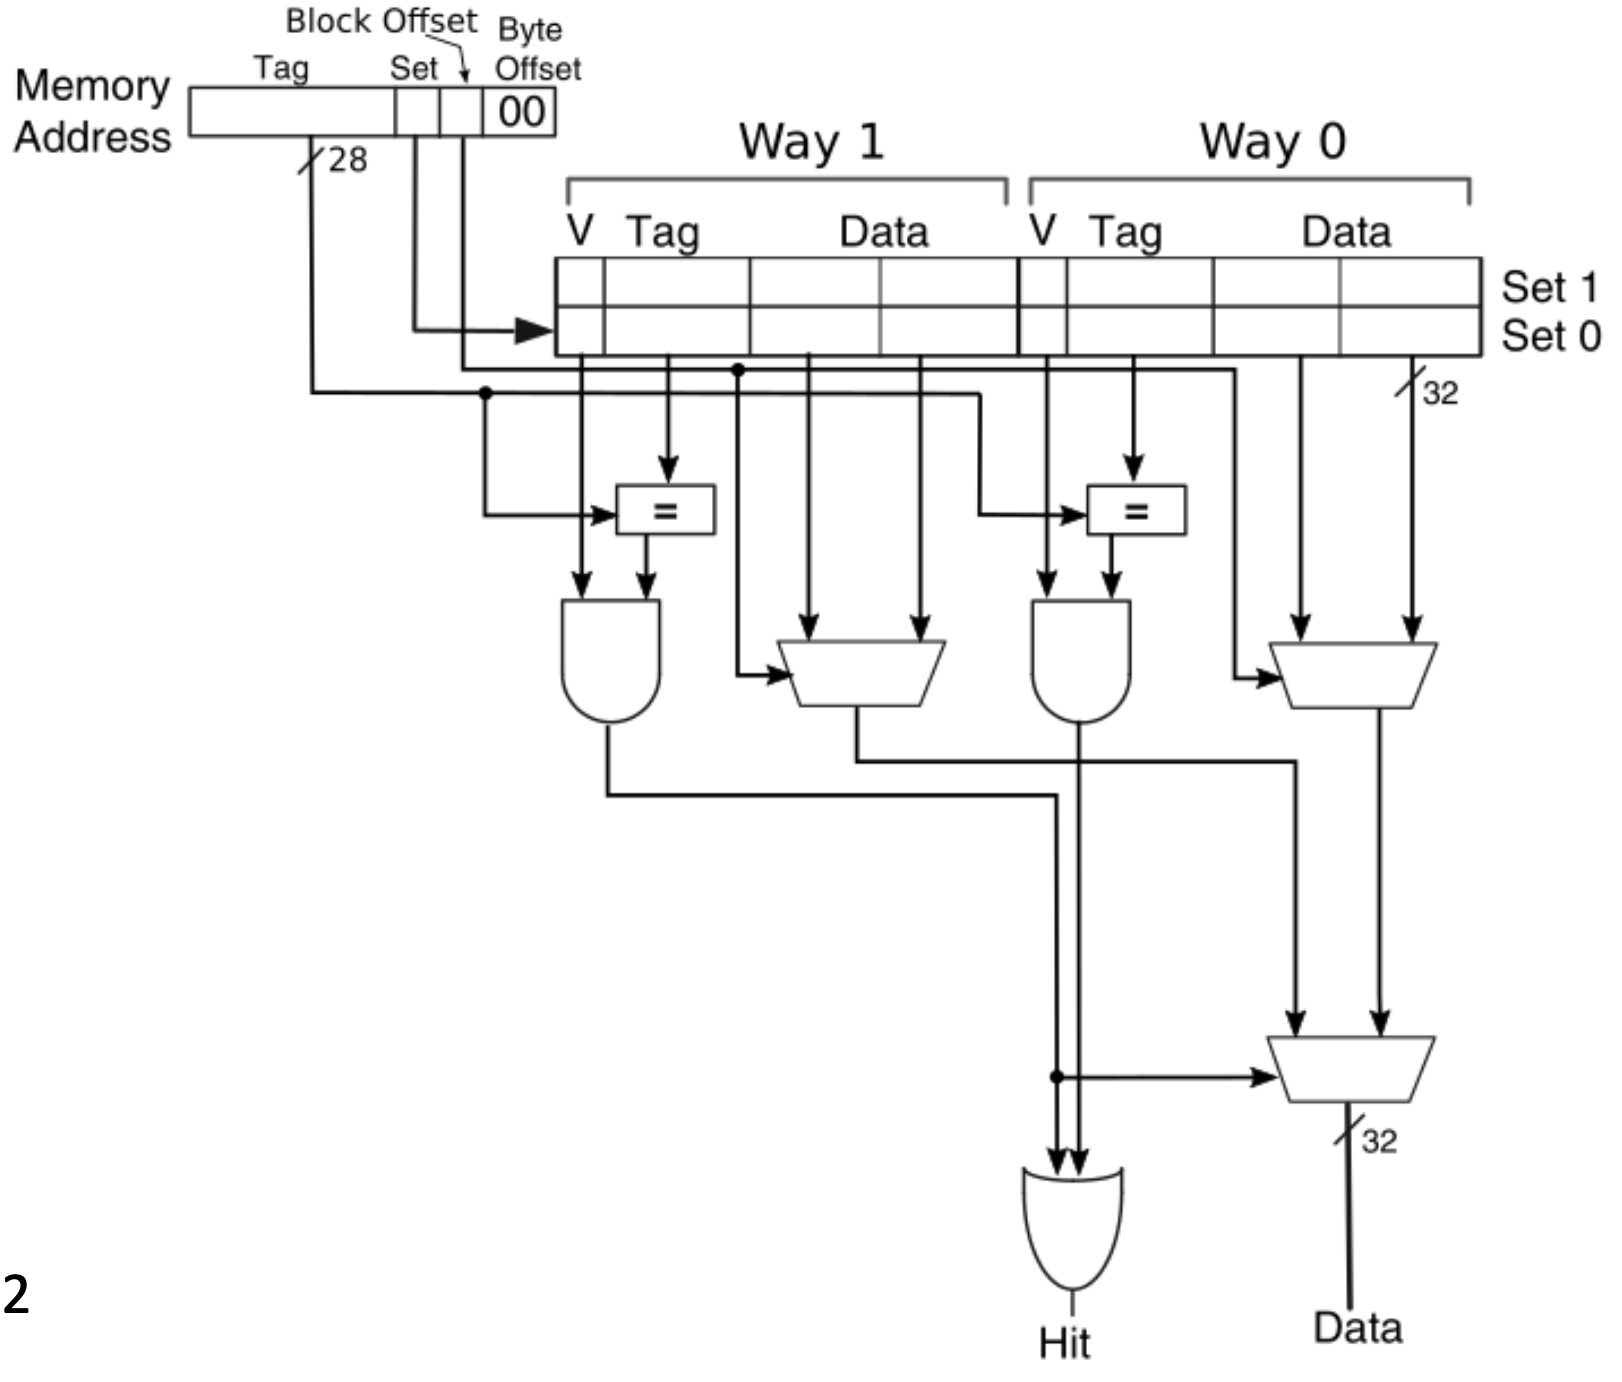 Block Offset
Byte
Offset
Tag
Set
Memory
Address
00
28
Way 1
Way 0
V
Tag
Data
V
Tag
Data
Set 1
Set 0
32
=
=
32
2
Hit
Data